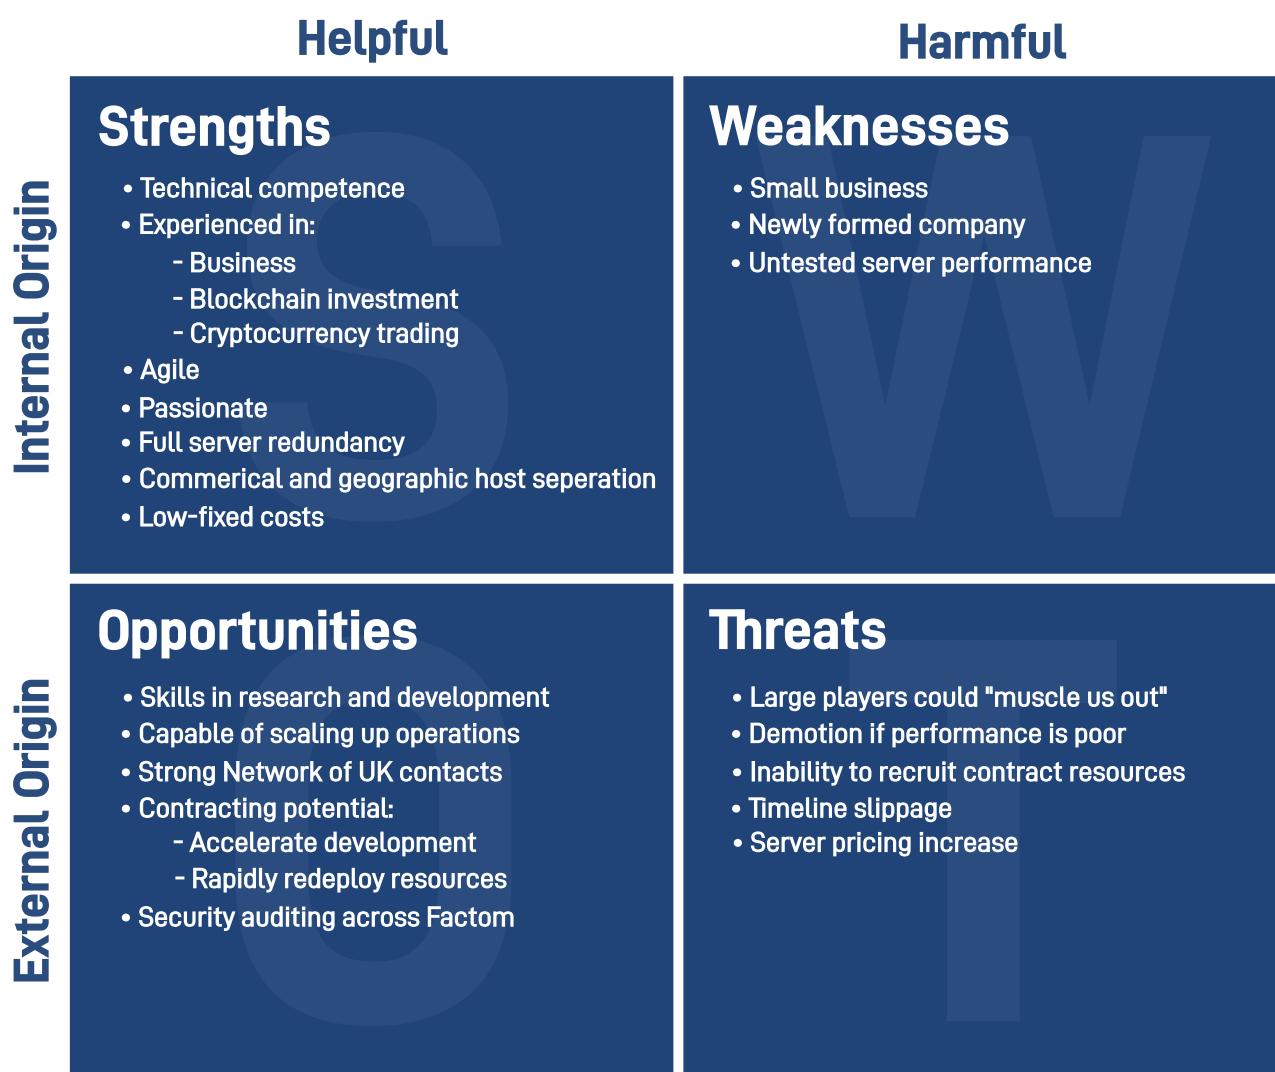 Helpful
Harmful
Internal Origin
Strengths
• Technical competence
• Experienced in:
- Business
- Blockchain investment
- Cryptocurrency trading
• Agile
• Passionate
• Full server redundancy
• Commerical and geographic host seperation
• Low-fixed costs
Weaknesses
• Small business
• Newly formed company
• Untested server performance
External Origin
Opportunities
• Skills in research and development
• Capable of scaling up operations
• Strong Network of UK contacts
• Contracting potential:
- Accelerate development
- Rapidly redeploy resources
• Security auditing across Factom
Threats
• Large players could "muscle us out"
• Demotion if performance is poor
• Inability to recruit contract resources
• Timeline slippage
• Server pricing increase
S
W
O
T